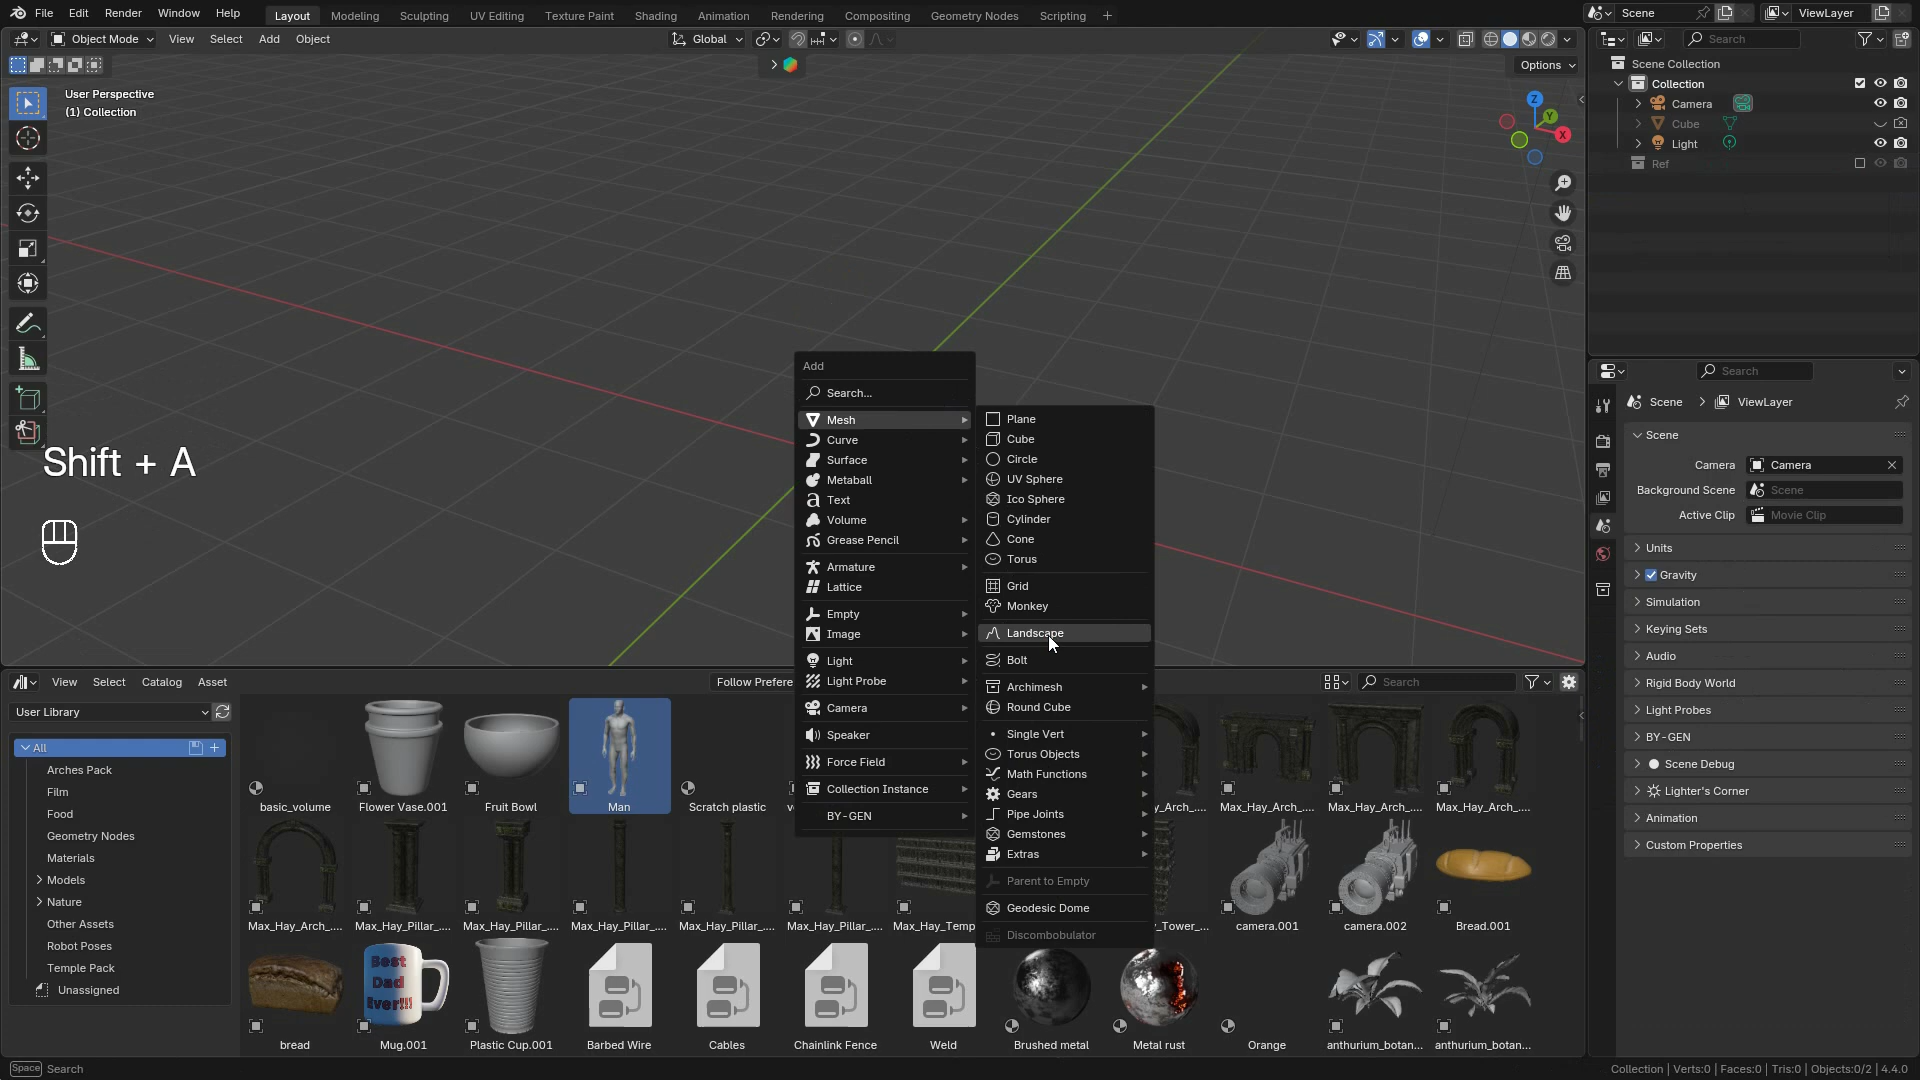 File Edit Render Window Help Layout Modeling Sculpting UV Editing Texture Paint Shading Animation Rendering Compositing Geometry Nodes Scripting + Scene ViewLayer
Object Mode View Select Add Object Global Search
Options
User Perspective
(1) Collection
Z
Y
X
Scene Collection
Collection
Camera
Cube
Light
Ref
Shift + A
Add
Search...
Mesh
Curve
Surface
Metaball
Text
Volume
Grease Pencil
Armature
Lattice
Empty
Image
Light
Light Probe
Camera
Speaker
Force Field
Collection Instance
BY-GEN
Plane
Cube
Circle
UV Sphere
Ico Sphere
Cylinder
Cone
Torus
Grid
Monkey
Landscape
Bolt
Archimesh
Round Cube
Single Vert
Torus Objects
Math Functions
Gears
Pipe Joints
Gemstones
Extras
Parent to Empty
Geodesic Dome
Discombobulator
Search
Scene ViewLayer
Scene
Camera Camera
Background Scene Scene
Active Clip Movie Clip
Units
Gravity
Simulation
Keying Sets
Audio
Rigid Body World
Light Probes
BY-GEN
Scene Debug
Lighter's Corner
Animation
Custom Properties
View Select Catalog Asset Follow Prefere Search
User Library
All
Arches Pack
Film
Food
Geometry Nodes
Materials
Models
Nature
Other Assets
Robot Poses
Temple Pack
Unassigned
basic_volume Flower Vase.001 Fruit Bowl Man Scratch plastic y_Arch_.... Max_Hay_Arch_.... Max_Hay_Arch_.... Max_Hay_Arch_....
Max_Hay_Arch_.... Max_Hay_Pillar_.... Max_Hay_Pillar_.... Max_Hay_Pillar_.... Max_Hay_Pillar_.... Max_Hay_Pillar_.... Max_Hay_Temp _Tower_.... camera.001 camera.002 Bread.001
Best
Dad
Ever!!!
bread Mug.001 Plastic Cup.001 Barbed Wire Cables Chainlink Fence Weld Brushed metal Metal rust Orange anthurium_botan... anthurium_botan...
Space Search Collection | Verts:0 | Faces:0 | Tris:0 | Objects:0/2 | 4.4.0